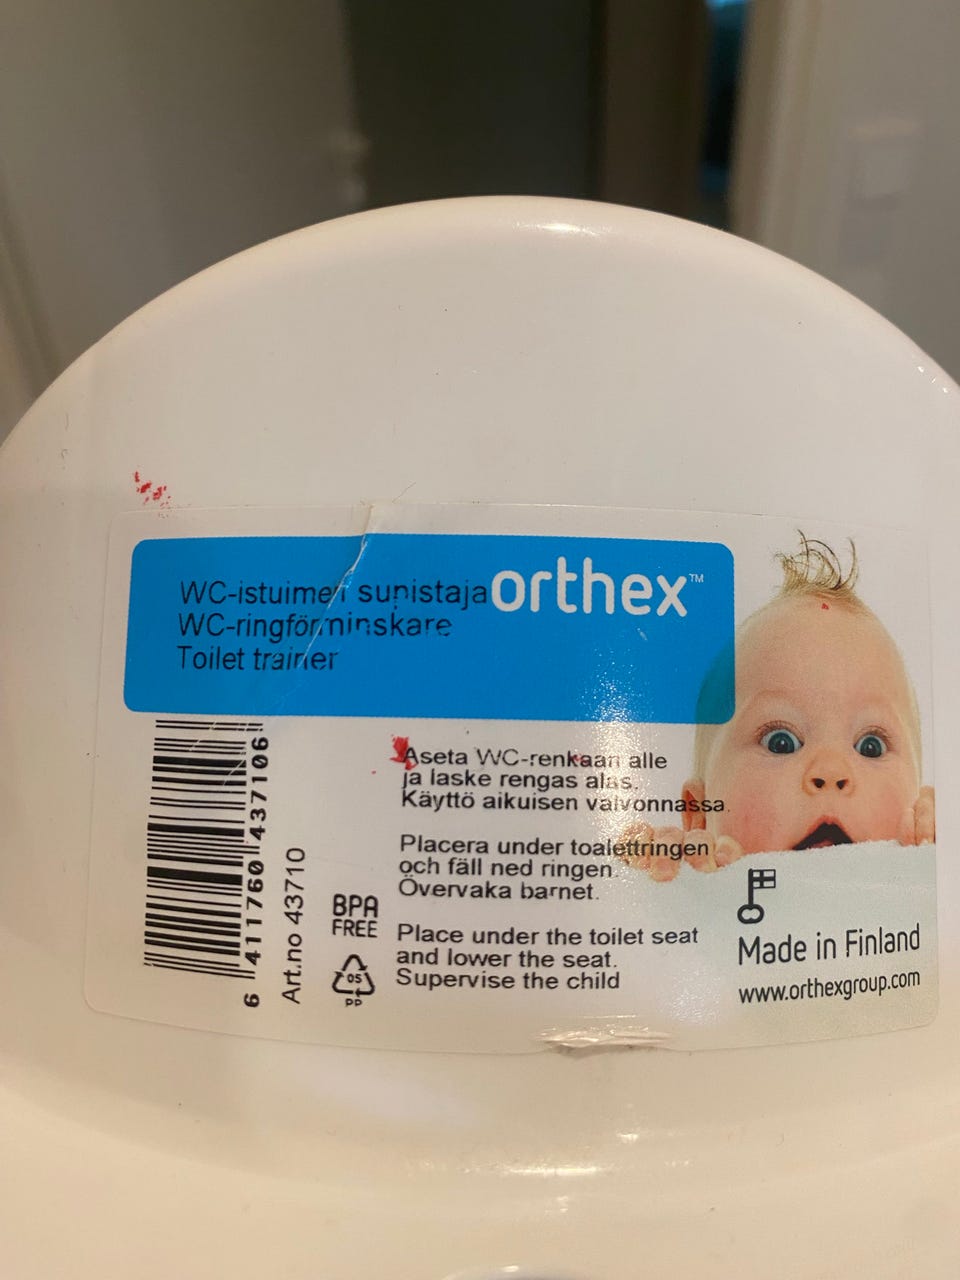 WC-istuimen supistaja
orthex™
WC-ringförminskare
Toilet trainer
6 411760 437106
Art.no 43710
BPA
FREE
05
PP
Aseta WC-renkaan alle
ja laske rengas alas.
Käyttö aikuisen valvonnassa.
Placera under toalettringen
och fäll ned ringen.
Övervaka barnet.
Place under the toilet seat
and lower the seat.
Supervise the child
Made in Finland
www.orthexgroup.com